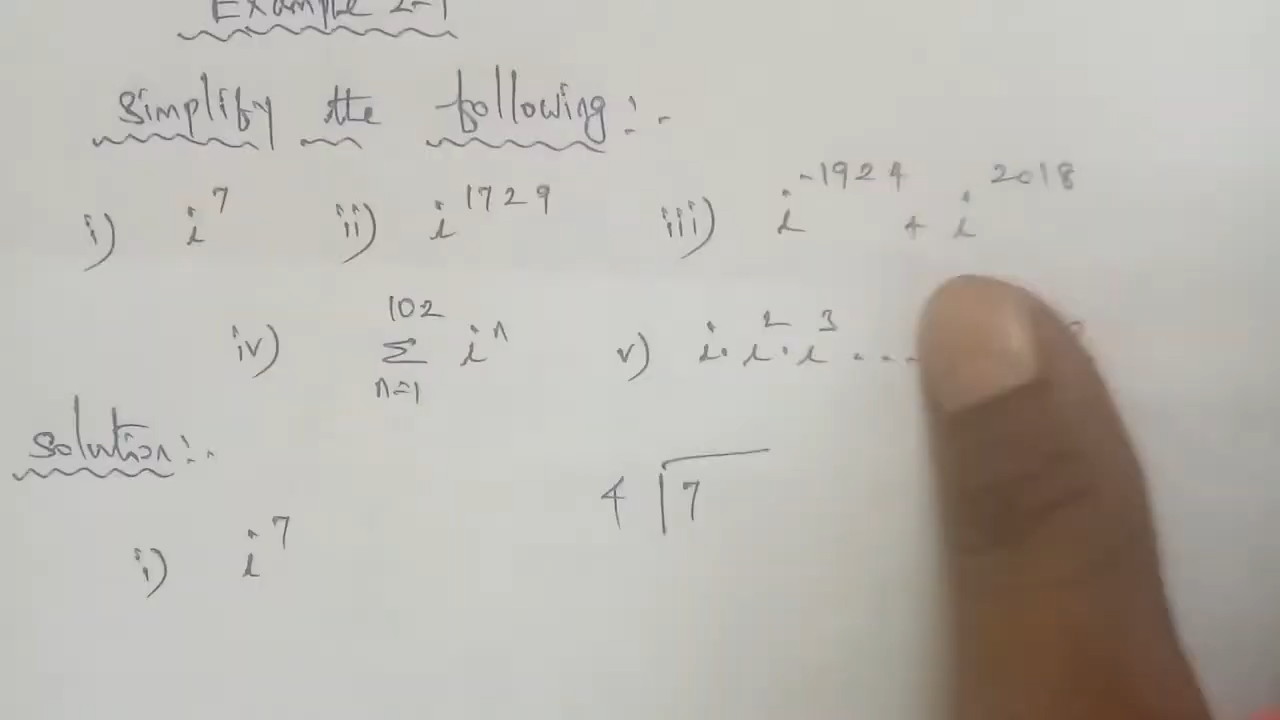 Example 2.1
Simplify the following:-
i) i^7 ii) i^1729 iii) i^-1924 + i^2018
iv) Σ_{n=1}^{102} i^n v) i. i^2. i^3 ....
Solution:-
i) i^7 4 | 7